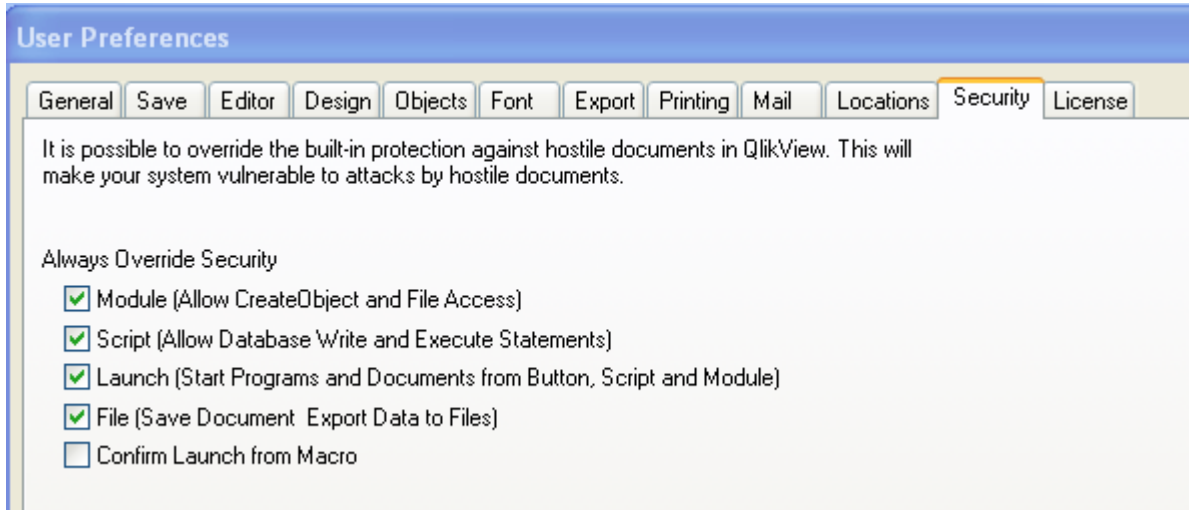 User Preferences
General Save Editor Design Objects Font Export Printing Mail Locations Security License
It is possible to override the built-in protection against hostile documents in QlikView. This will
make your system vulnerable to attacks by hostile documents.
Always Override Security
Module (Allow CreateObject and File Access)
Script (Allow Database Write and Execute Statements)
Launch (Start Programs and Documents from Button, Script and Module)
File (Save Document  Export Data to Files)
Confirm Launch from Macro